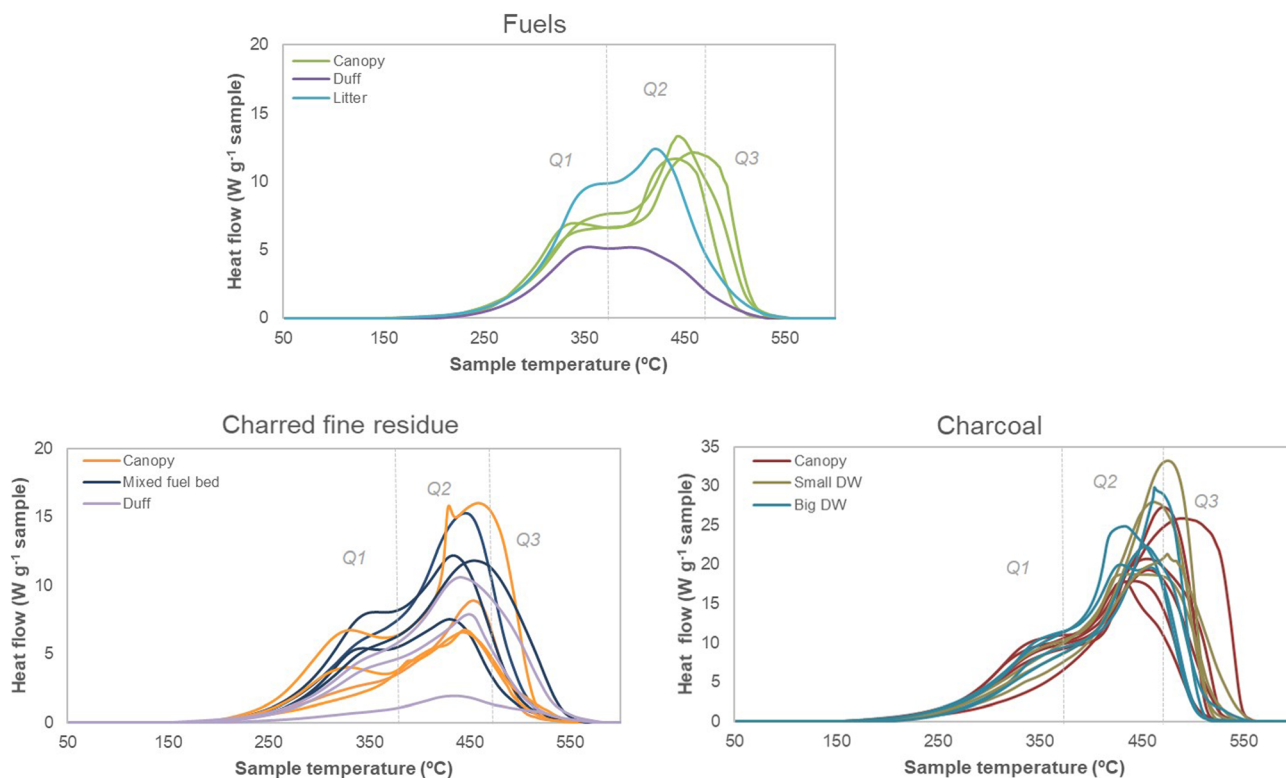 Fuels
20
15
10
5
0
Heat flow (W g⁻¹ sample)
Canopy
Duff
Litter
Q1
Q2
Q3
50 150 250 350 450 550
Sample temperature (ºC)
Charred fine residue
20
15
10
5
0
Heat flow (W g⁻¹ sample)
Canopy
Mixed fuel bed
Duff
Q1
Q2
Q3
50 150 250 350 450 550
Sample temperature (ºC)
Charcoal
35
30
25
20
15
10
5
0
Heat flow (W g⁻¹ sample)
Canopy
Small DW
Big DW
Q1
Q2
Q3
50 150 250 350 450 550
Sample temperature (ºC)